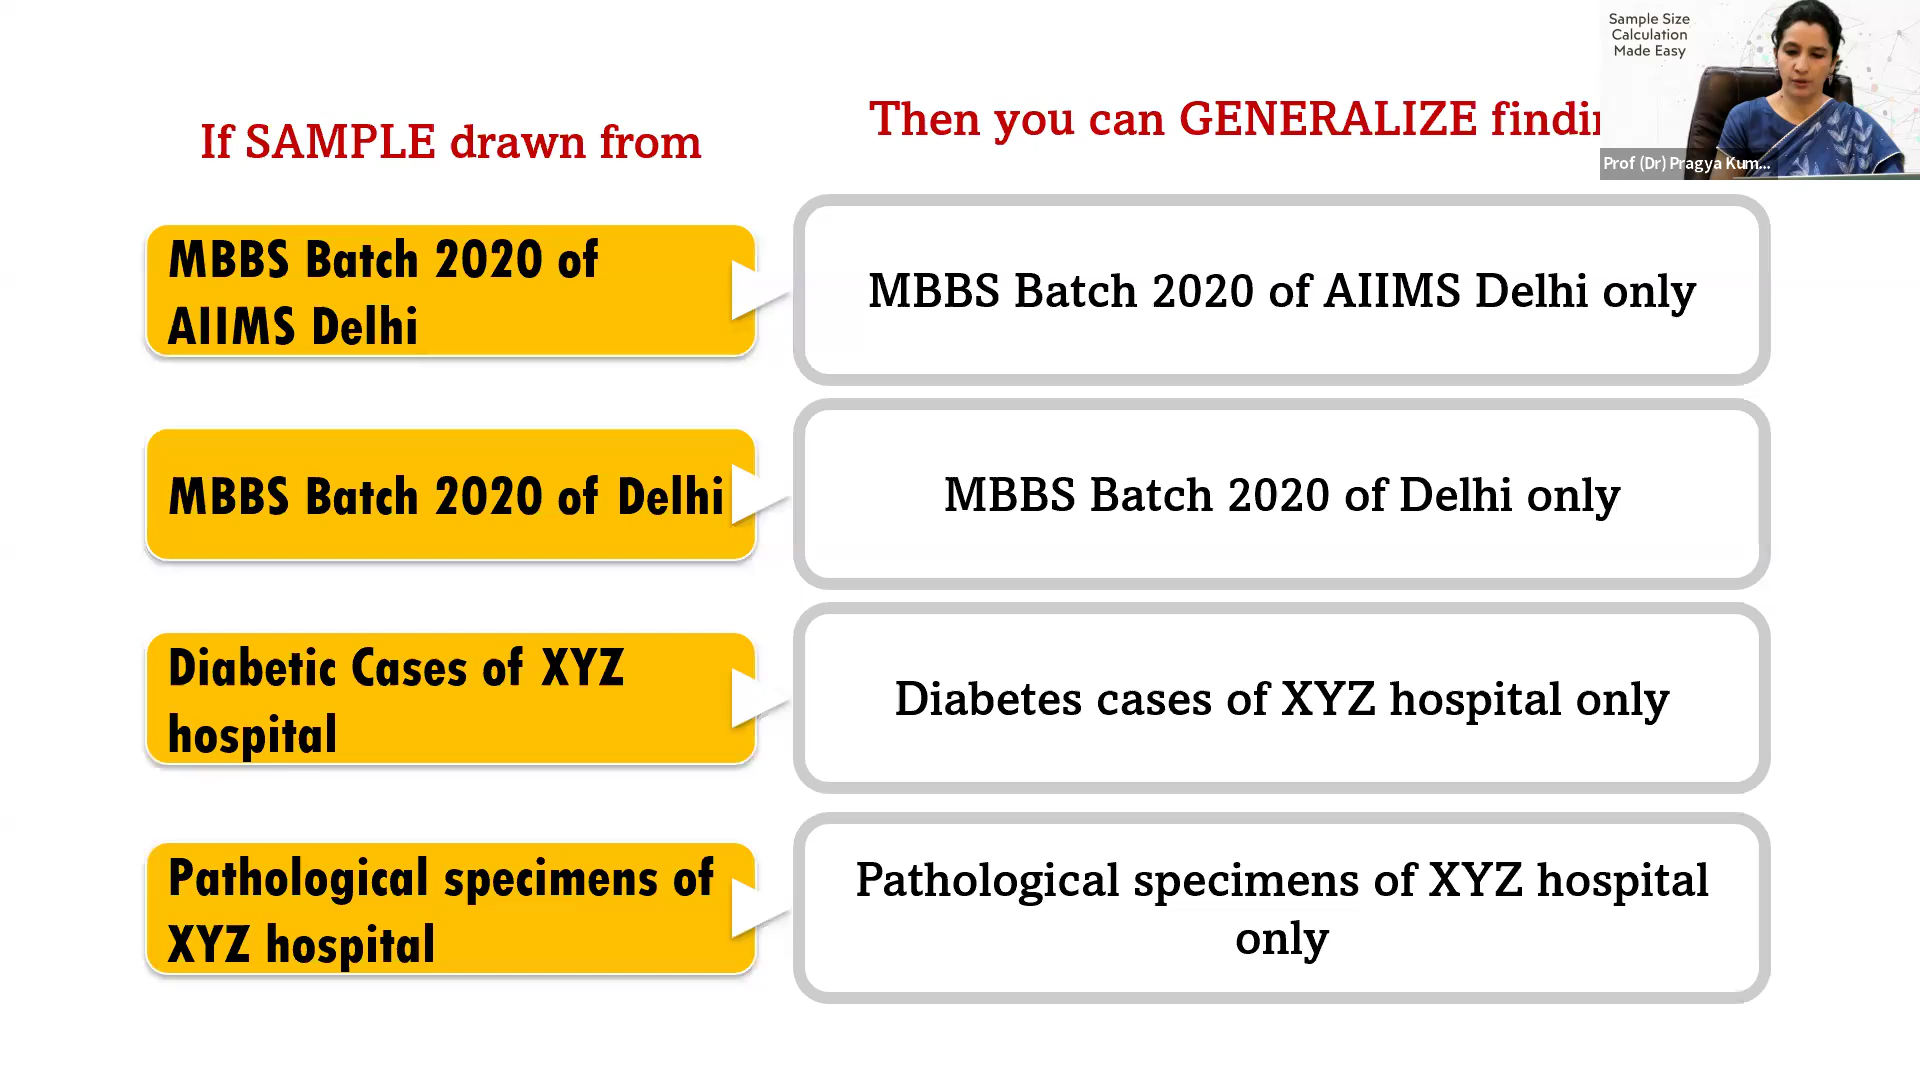 Sample Size
Calculation
Made Easy
Prof (Dr) Pragya Kum...
If SAMPLE drawn from
Then you can GENERALIZE
MBBS Batch 2020 of
AIIMS Delhi
MBBS Batch 2020 of AIIMS Delhi only
MBBS Batch 2020 of Delhi
MBBS Batch 2020 of Delhi only
Diabetic Cases of XYZ
hospital
Diabetes cases of XYZ hospital only
Pathological specimens of
XYZ hospital
Pathological specimens of XYZ hospital
only